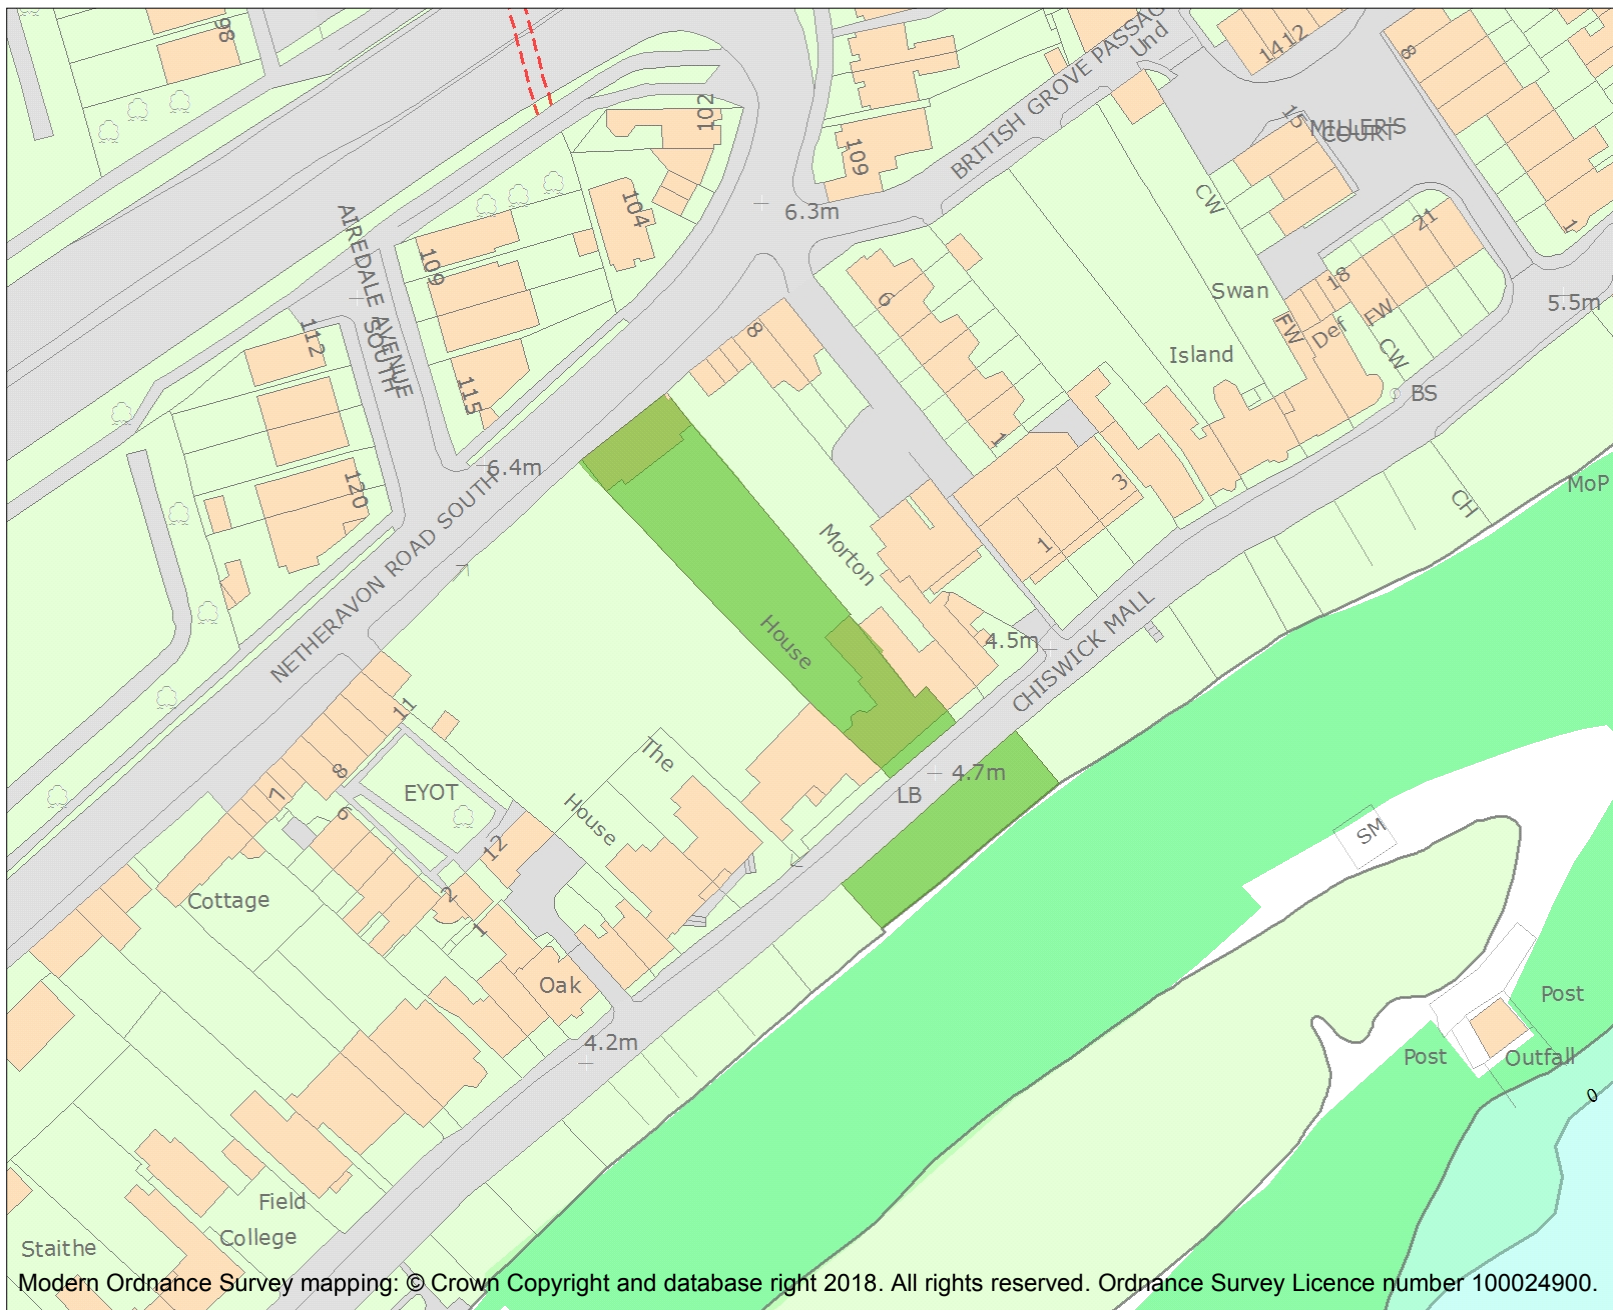 98
102
104
109
BRITISH GROVE PASSAG
Und
1412
8
15
MILLER'S
COURT
CW
21
1
6.3m
AIREDALE AVENUE
SOUTH
109
112
115
120
6.4m
NETHERAVON ROAD SOUTH
8
6
1
Swan
Island
18
FW
Def
FW
CW
BS
5.5m
CH
MoP
3
1
Morton
House
4.5m
CHISWICK MALL
4.7m
LB
The
House
11
8
7
6
EYOT
12
2
1
Cottage
Oak
4.2m
SM
Post
Post
Outfall
0
Field
College
Staithe
Modern Ordnance Survey mapping: © Crown Copyright and database right 2018. All rights reserved. Ordnance Survey Licence number 100024900.